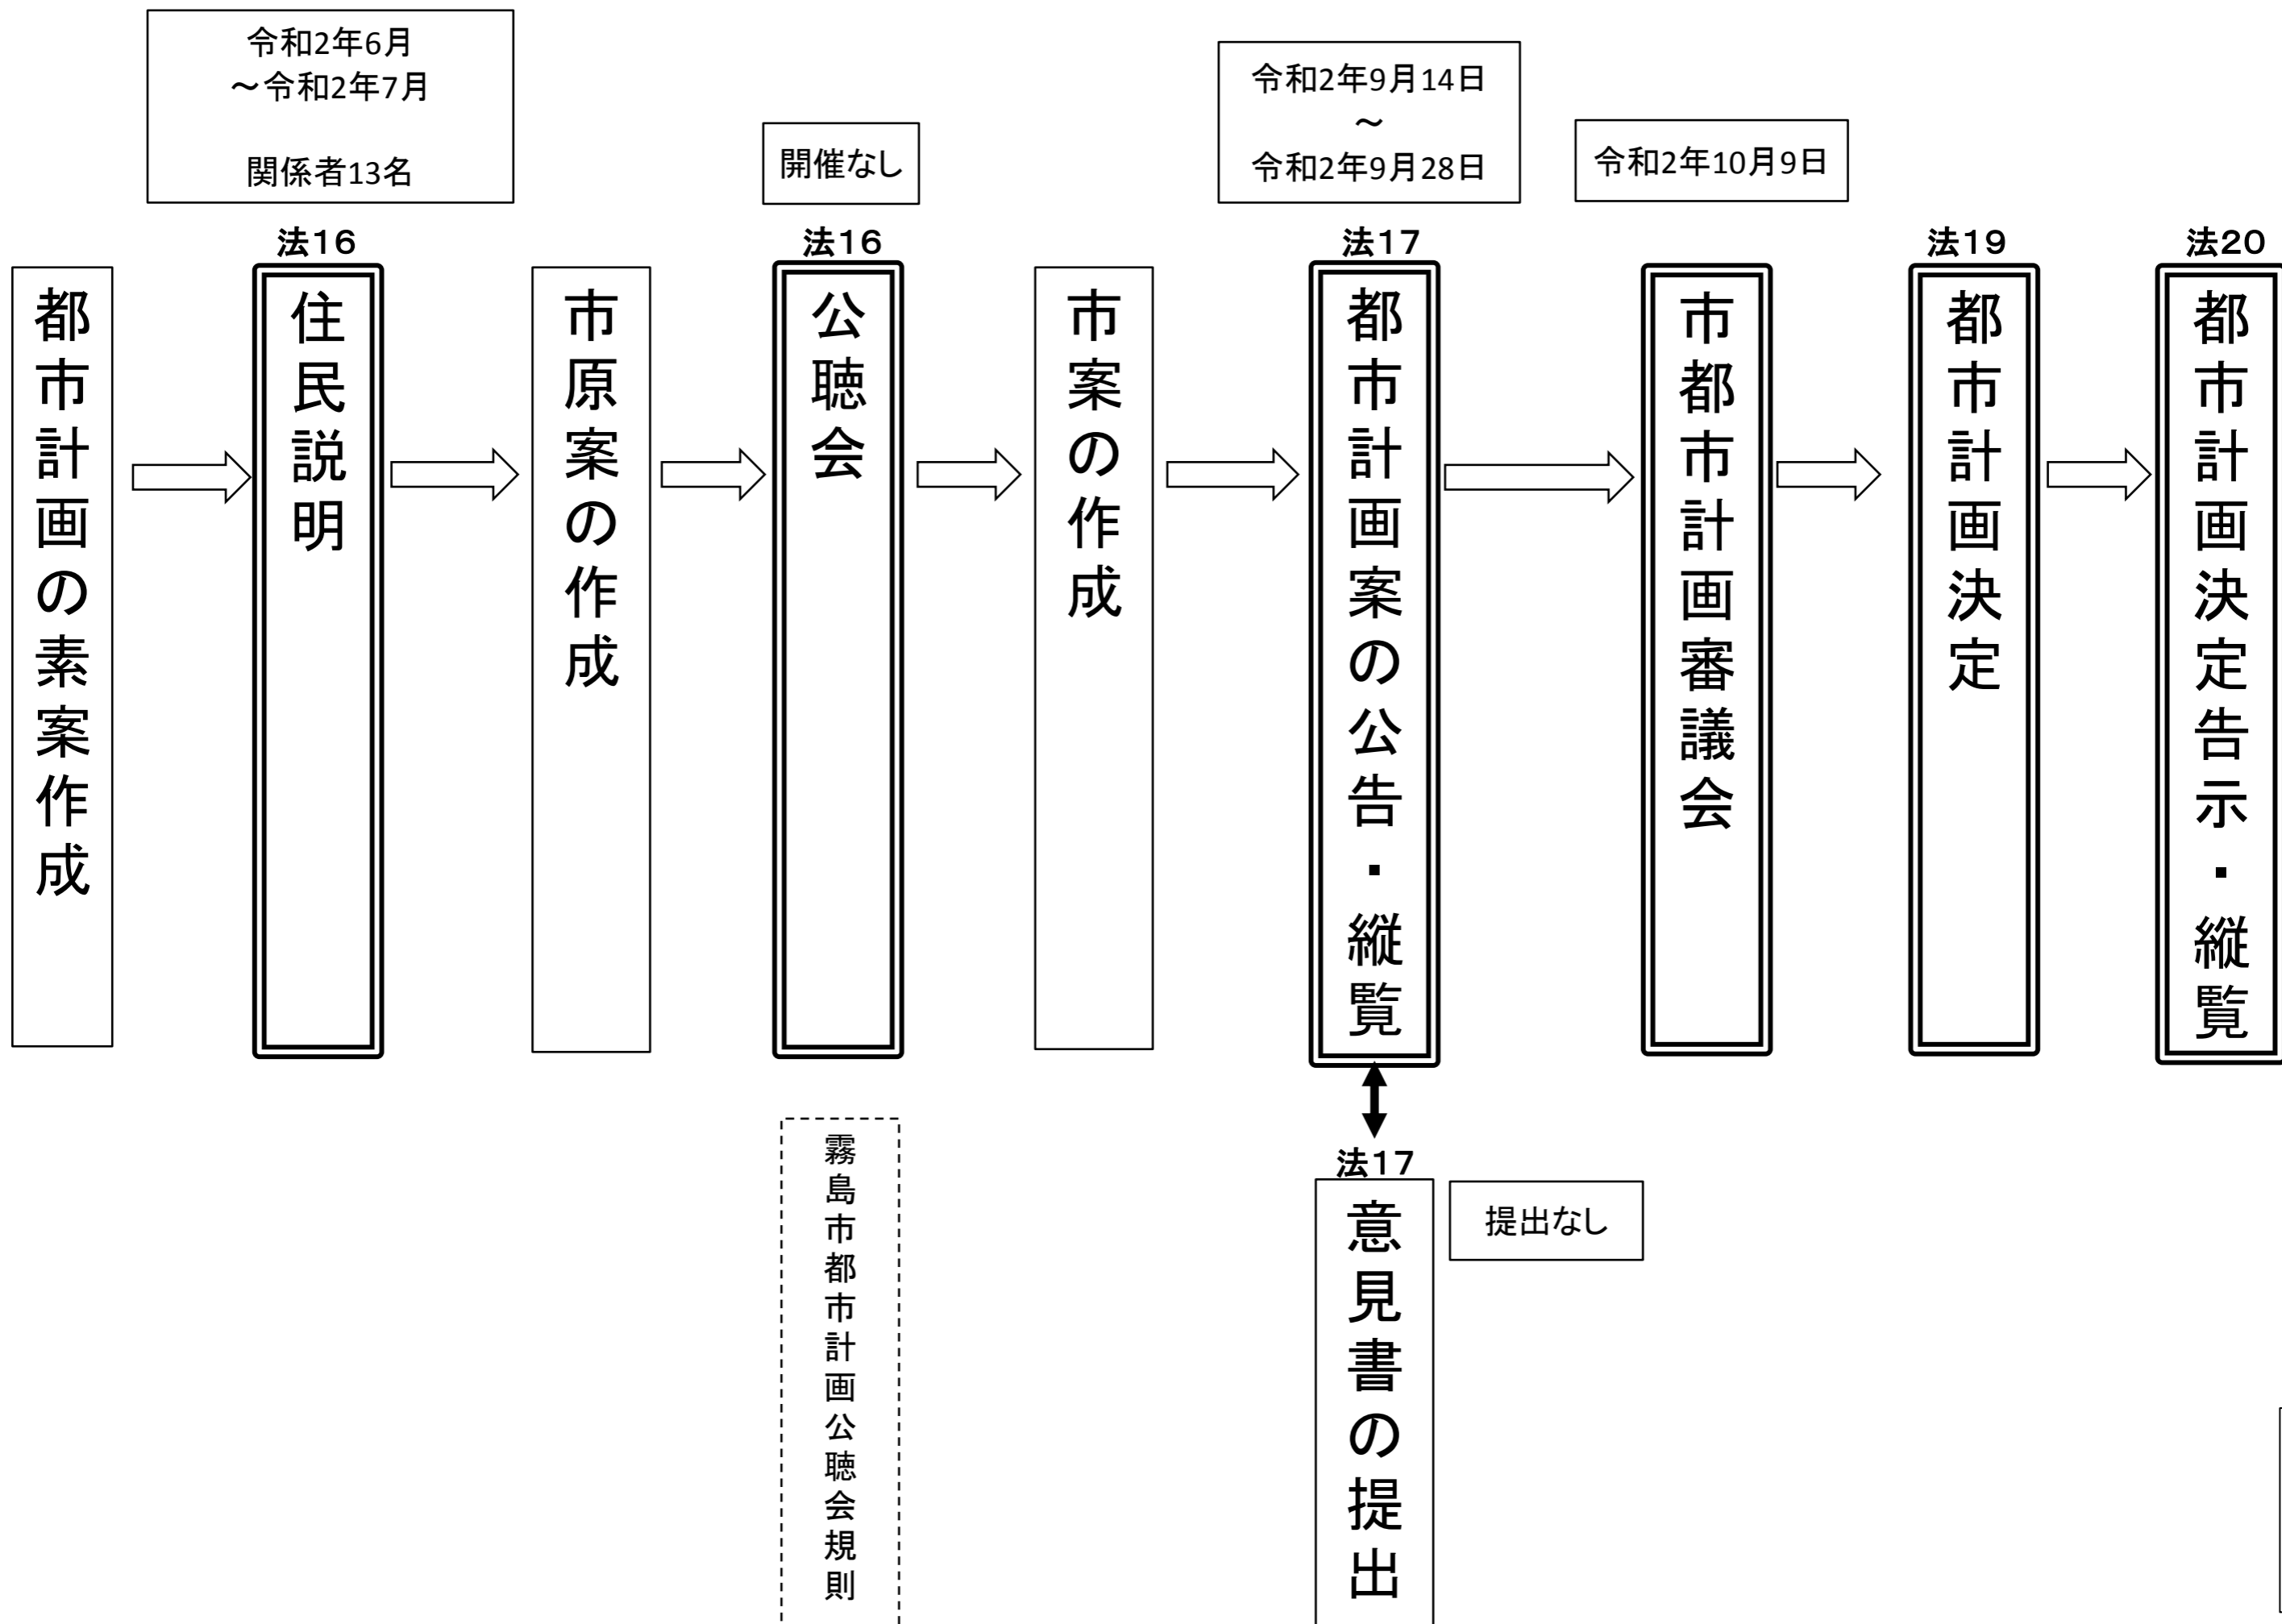 令和2年6月
～令和2年7月
関係者13名
開催なし
令和2年9月14日
～
令和2年9月28日
令和2年10月9日
都市計画の素案作成
法16
住民説明
市原案の作成
法16
公聴会
市案の作成
法17
都市計画案の公告・縦覧
市都市計画審議会
法19
都市計画決定
法20
都市計画決定告示・縦覧
霧島市都市計画公聴会規則
法17
意見書の提出
提出なし